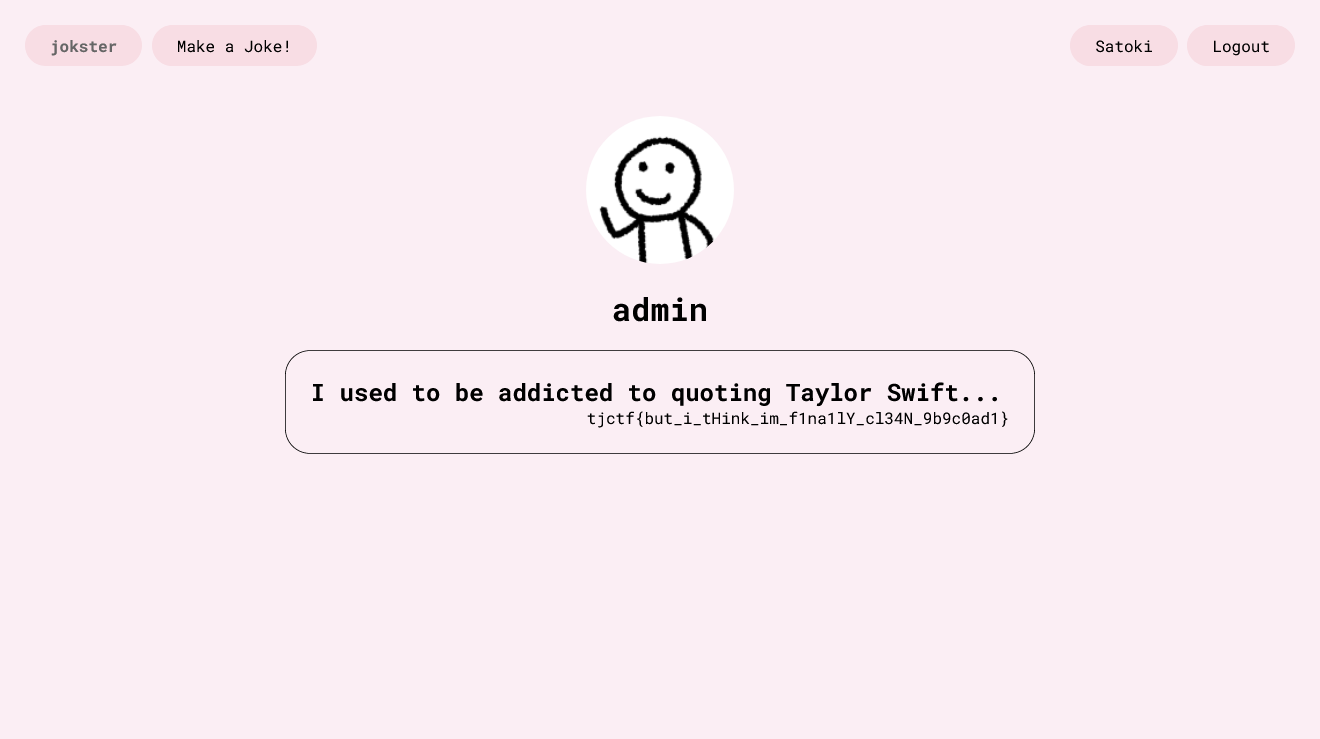 jokster Make a Joke! Satoki Logout
admin
I used to be addicted to quoting Taylor Swift...
tjctf{but_i_tHink_im_f1na1lY_cl34N_9b9c0ad1}